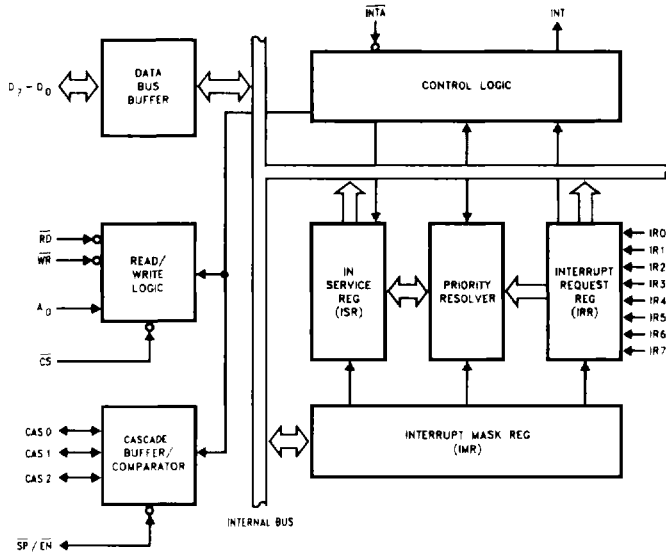 INTA
INT
DATA
BUS
BUFFER
D7 - D0
CONTROL LOGIC
RD
WR
A0
CS
READ/
WRITE
LOGIC
IN
SERVICE
REG
(ISR)
PRIORITY
RESOLVER
INTERRUPT
REQUEST
REG
(IRR)
IR0
IR1
IR2
IR3
IR4
IR5
IR6
IR7
CAS 0
CAS 1
CAS 2
CASCADE
BUFFER/
COMPARATOR
INTERRUPT MASK REG
(IMR)
INTERNAL BUS
SP / EN